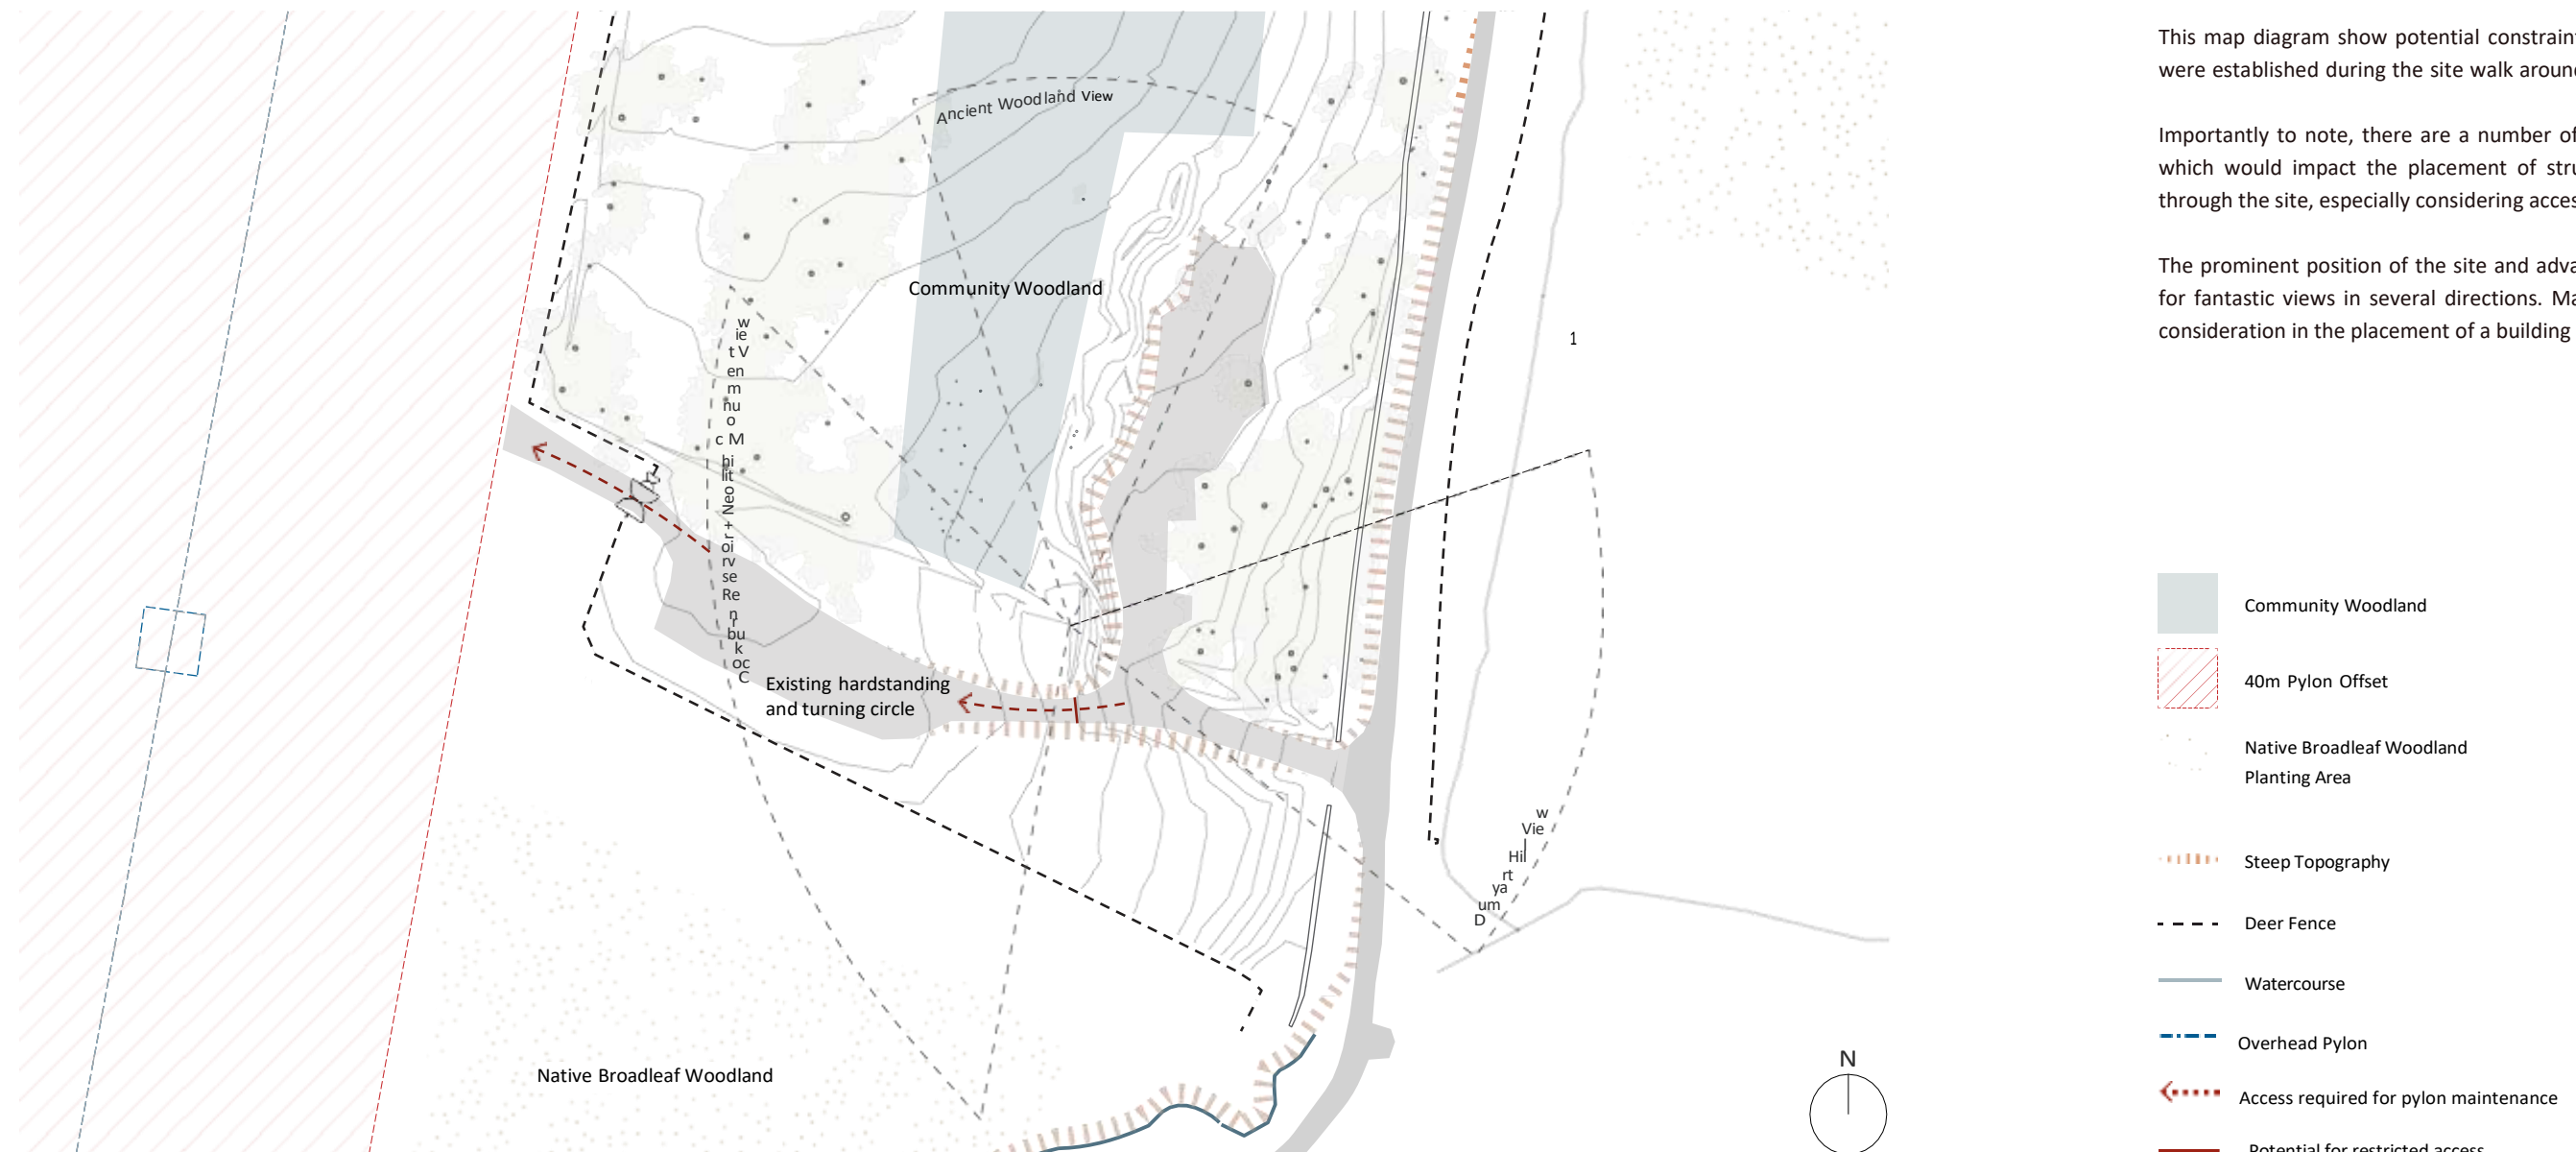 This map diagram show potential constraint
were established during the site walk aroun
Importantly to note, there are a number of
which would impact the placement of stru
through the site, especially considering acces
The prominent position of the site and adva
for fantastic views in several directions. Ma
consideration in the placement of a building
Ancient Woodland View
Community Woodland
Cockburn Reservoir + Neolithic Monument View
1
Existing hardstanding
and turning circle
Dumyart Hill View
Native Broadleaf Woodland
N
Community Woodland
40m Pylon Offset
Native Broadleaf Woodland
Planting Area
Steep Topography
Deer Fence
Watercourse
Overhead Pylon
Access required for pylon maintenance
Potential for restricted access